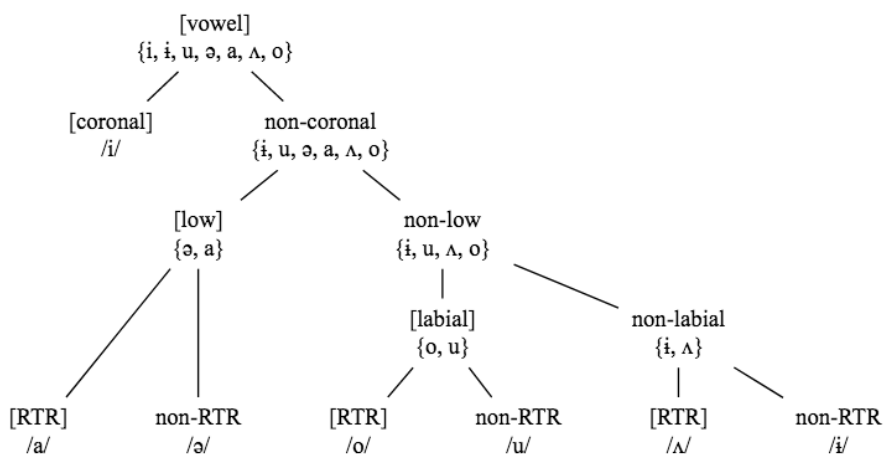 [vowel]
{i, ɨ, u, ə, a, ʌ, o}
[coronal] non-coronal
/i/ {ɨ, u, ə, a, ʌ, o}
[low] non-low
{ə, a} {ɨ, u, ʌ, o}
[labial] non-labial
{o, u} {ɨ, ʌ}
[RTR] non-RTR [RTR] non-RTR [RTR] non-RTR
/a/ /ə/ /o/ /u/ /ʌ/ /ɨ/